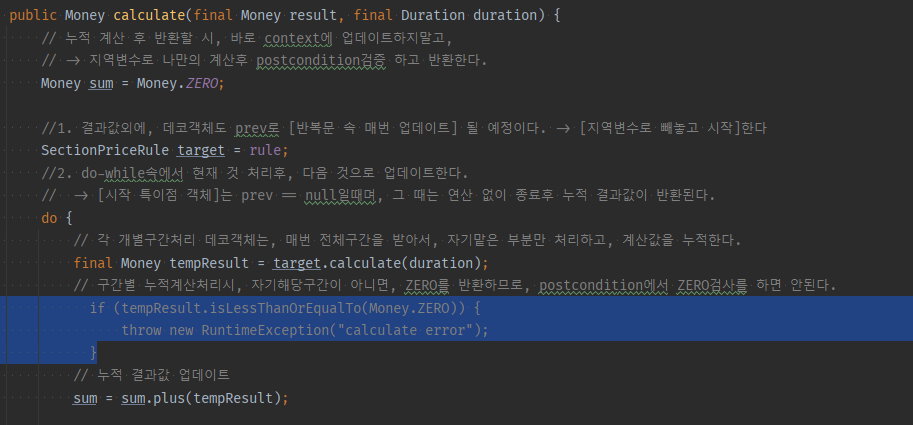 public Money calculate(final Money result, final Duration duration) {
// 누적 계산 후 반환할 시, 바로 context에 업데이트하지말고,
// → 지역변수로 나만의 계산후 postcondition검증 하고 반환한다.
Money sum = Money.ZERO;
//1. 결과값외에, 데코객체도 prev로 [반복문 속 매번 업데이트] 될 예정이다. → [지역변수로 빼놓고 시작]한다
SectionPriceRule target = rule;
//2. do-while속에서 현재 것 처리후, 다음 것으로 업데이트한다.
// → [시작 특이점 객체]는 prev == null일때며, 그 때는 연산 없이 종료후 누적 결과값이 반환된다.
do {
// 각 개별구간처리 데코객체는, 매번 전체구간을 받아서, 자기맡은 부분만 처리하고, 계산값을 누적한다.
final Money tempResult = target.calculate(duration);
// 구간별 누적계산처리시, 자기해당구간이 아니면, ZERO를 반환하므로, postcondition에서 ZERO검사를 하면 안된다.
if (tempResult.isLessThanOrEqualTo(Money.ZERO)) {
throw new RuntimeException("calculate error");
}
// 누적 결과값 업데이트
sum = sum.plus(tempResult);